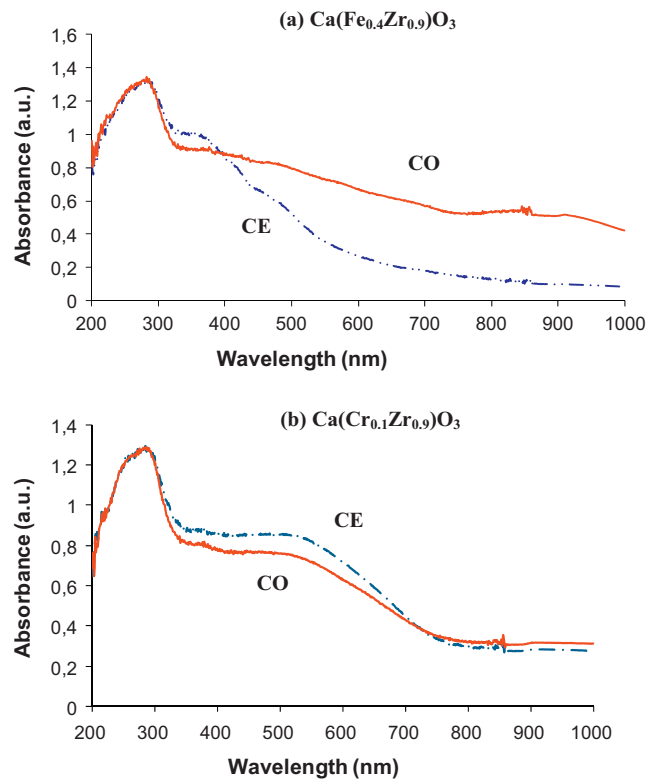 (a) Ca(Fe₀.₄Zr₀.₉)O₃
1,6
1,4
1,2
1
0,8
0,6
0,4
0,2
0
Absorbance (a.u.)
CO
CE
200 300 400 500 600 700 800 900 1000
Wavelength (nm)
(b) Ca(Cr₀.₁Zr₀.₉)O₃
1,4
1,2
1
0,8
0,6
0,4
0,2
0
Absorbance (a.u.)
CE
CO
200 300 400 500 600 700 800 900 1000
Wavelength (nm)